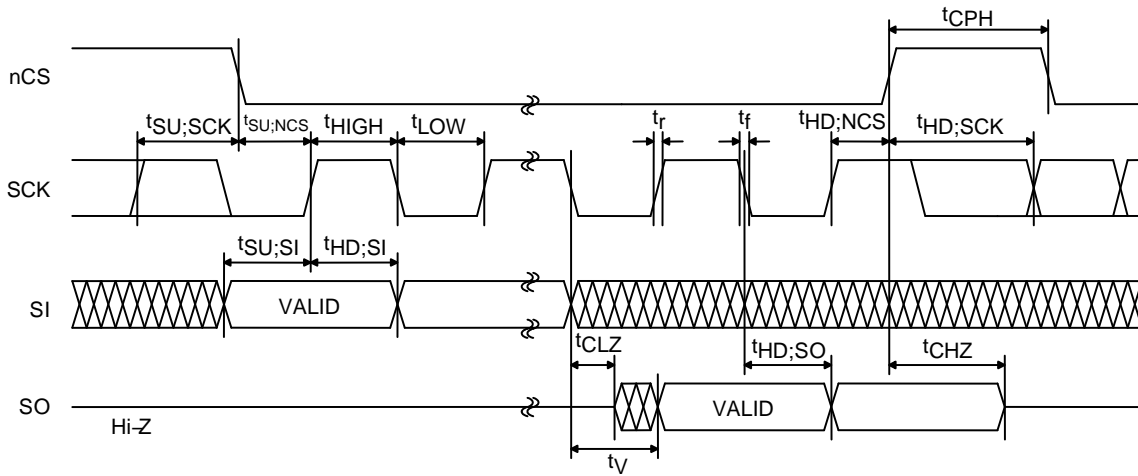 tCPH
nCS
tSU;SCK tSU;NCS tHIGH tLOW tr tf tHD;NCS tHD;SCK
SCK
tSU;SI tHD;SI
SI VALID
tCLZ tHD;SO tCHZ
SO VALID
Hi–Z
tV